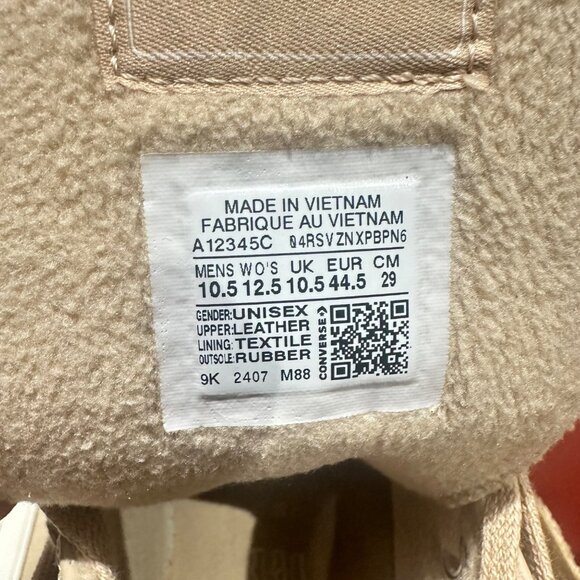 MADE IN VIETNAM
FABRIQUE AU VIETNAM
A12345C 04RSVZNXPBPN6
MENS WO'S UK EUR CM
10.5 12.5 10.5 44.5 29
GENDER: UNISEX
UPPER: LEATHER
LINING: TEXTILE
OUTSOLE: RUBBER
CONVERSE
9K 2407 M88